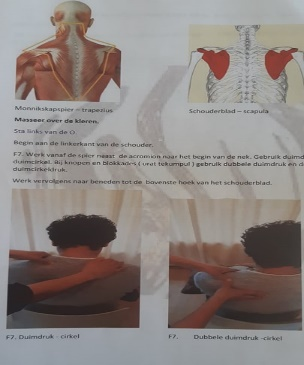 Monnikskapspier – trapezius
Schouderblad – scapula
Masseer over de kleren.
Sta links van de O.
Begin aan de linkerkant van de schouder.
F7. Werk vanaf de spier naast de acromion naar het begin van de nek. Gebruik duimd
duimcirkel. Bij knopen en blokkades ( urat tekumpul ) gebruik dubbele duimdruk en d
duimcirkeldruk.
Werk vervolgens naar beneden tot de bovenste hoek van het schouderblad.
F7. Duimdruk - cirkel
F7. Dubbele duimdruk -cirkel